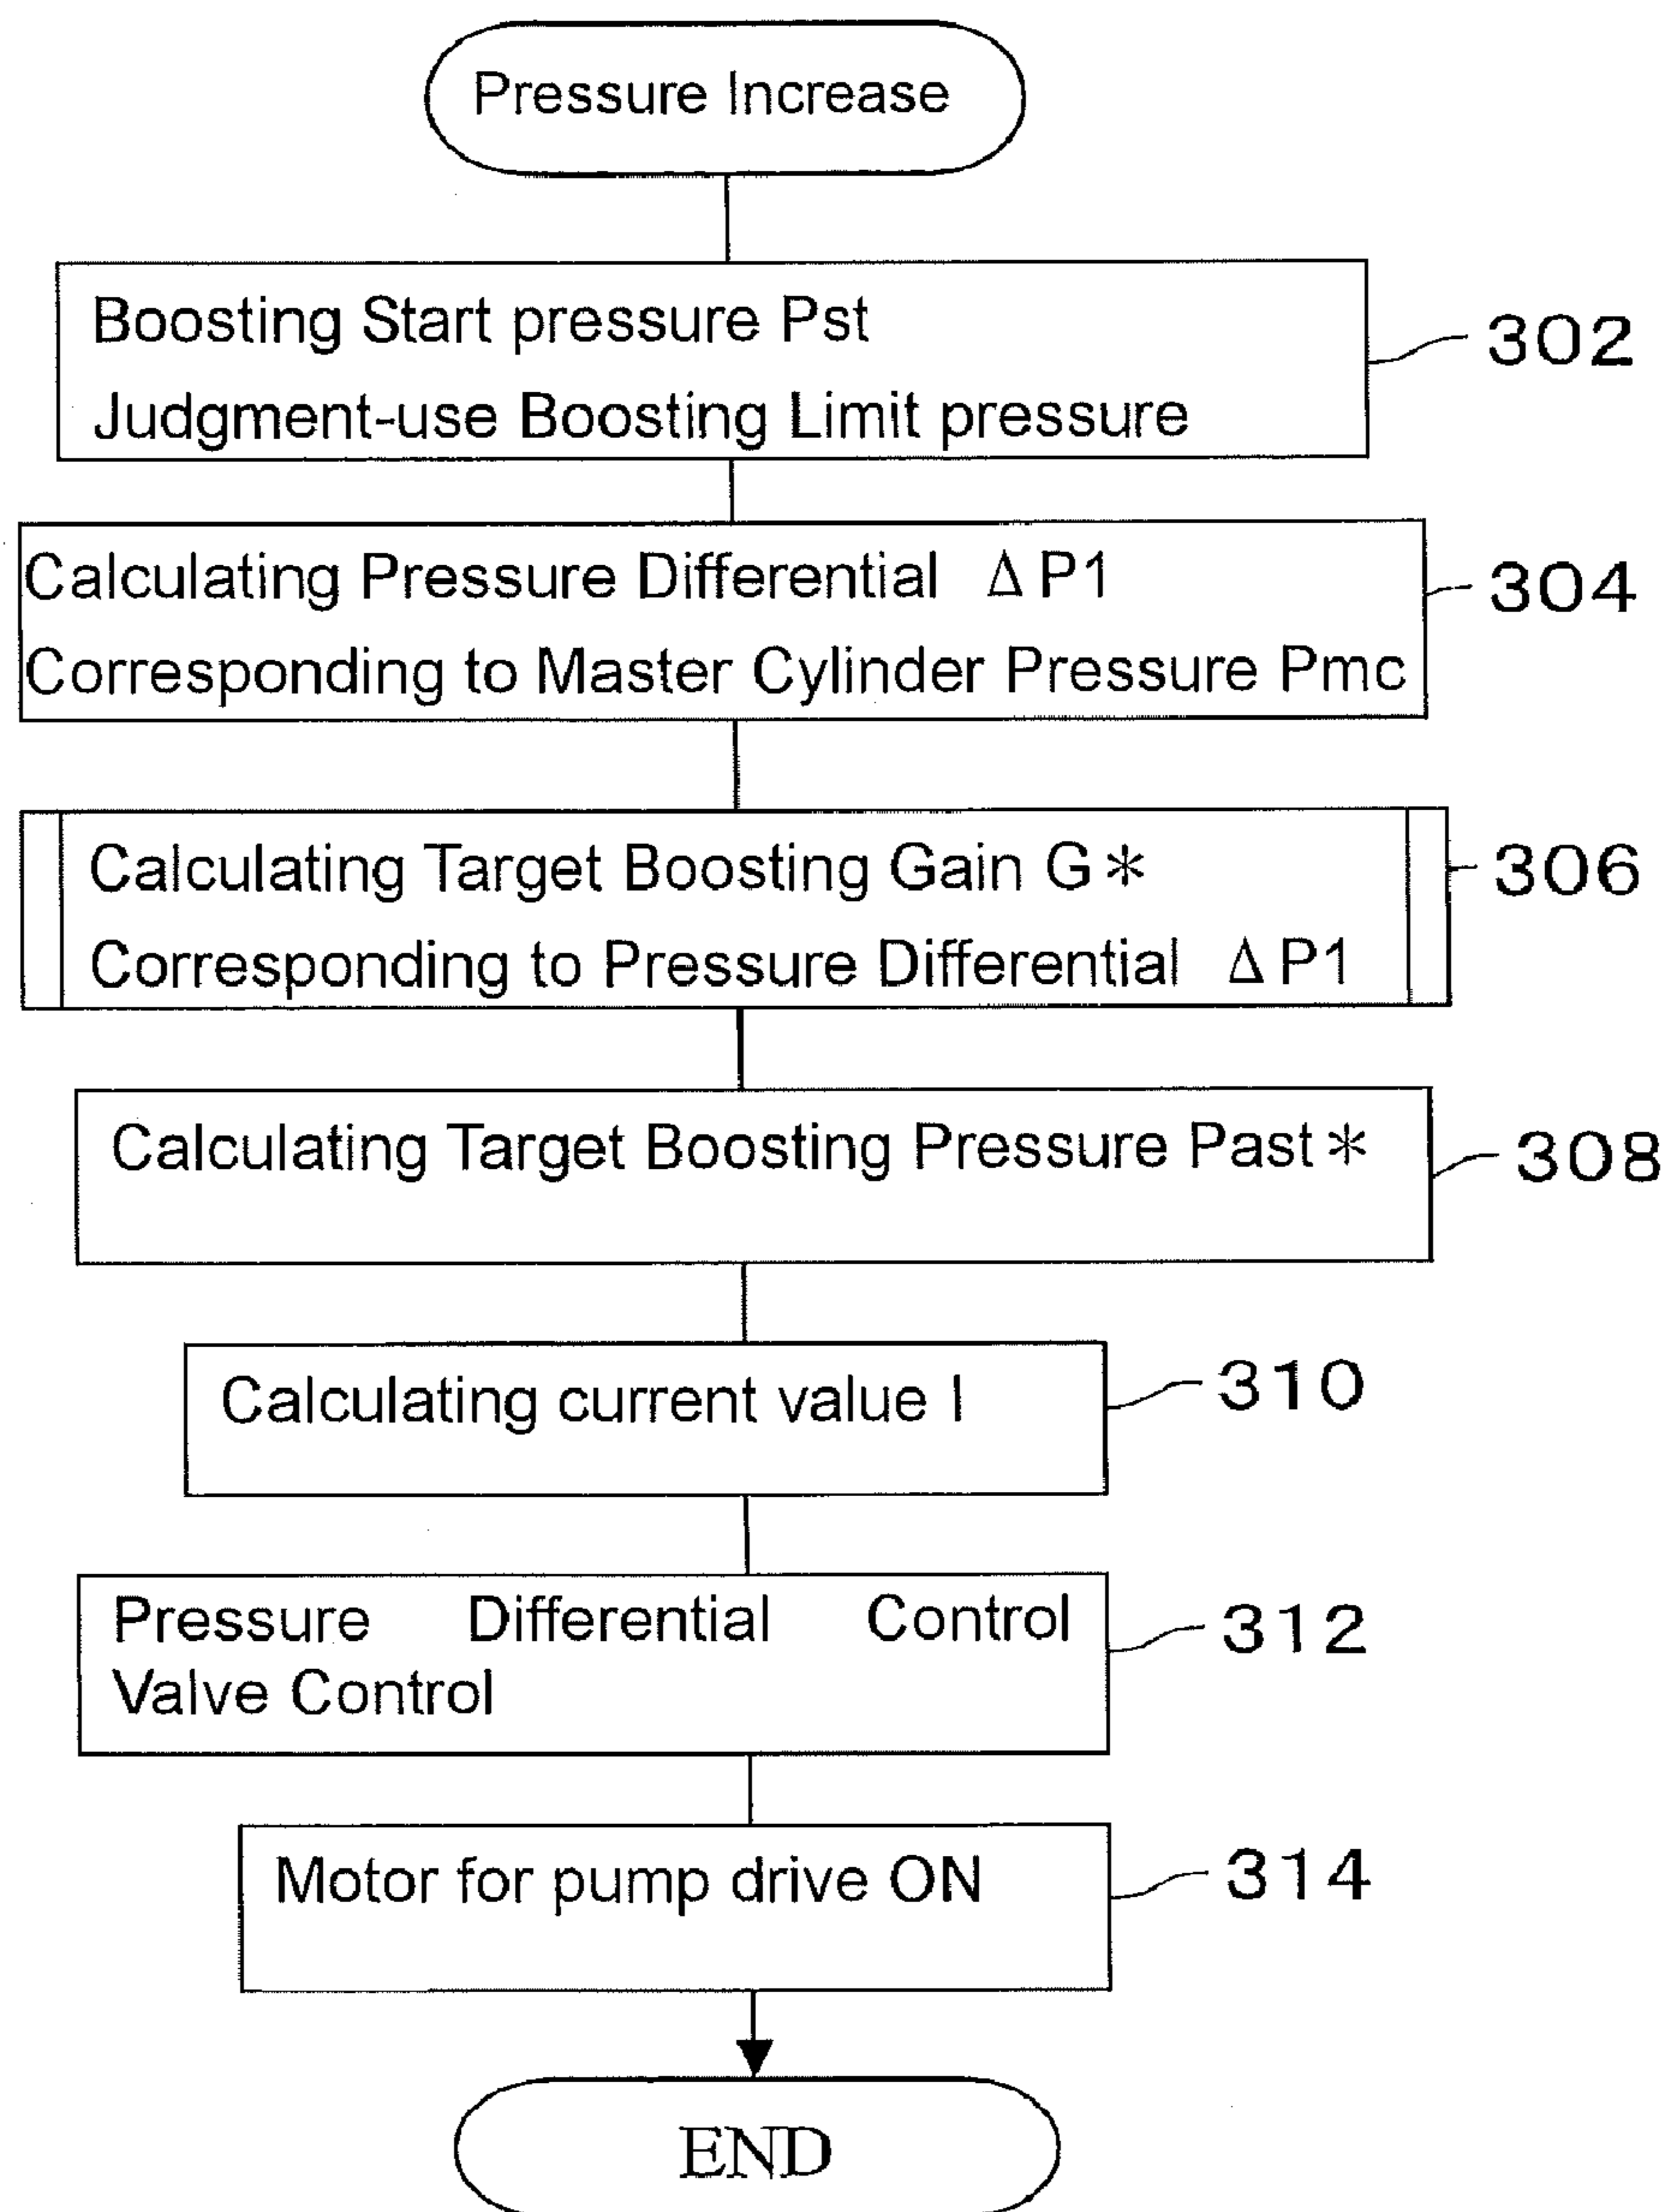 Pressure Increase
Boosting Start pressure Pst
Judgment-use Boosting Limit pressure
302
Calculating Pressure Differential ΔP1
Corresponding to Master Cylinder Pressure Pmc
304
Calculating Target Boosting Gain G*
Corresponding to Pressure Differential ΔP1
306
Calculating Target Boosting Pressure Past*
308
Calculating current value I
310
Pressure Differential Control
Valve Control
312
Motor for pump drive ON
314
END